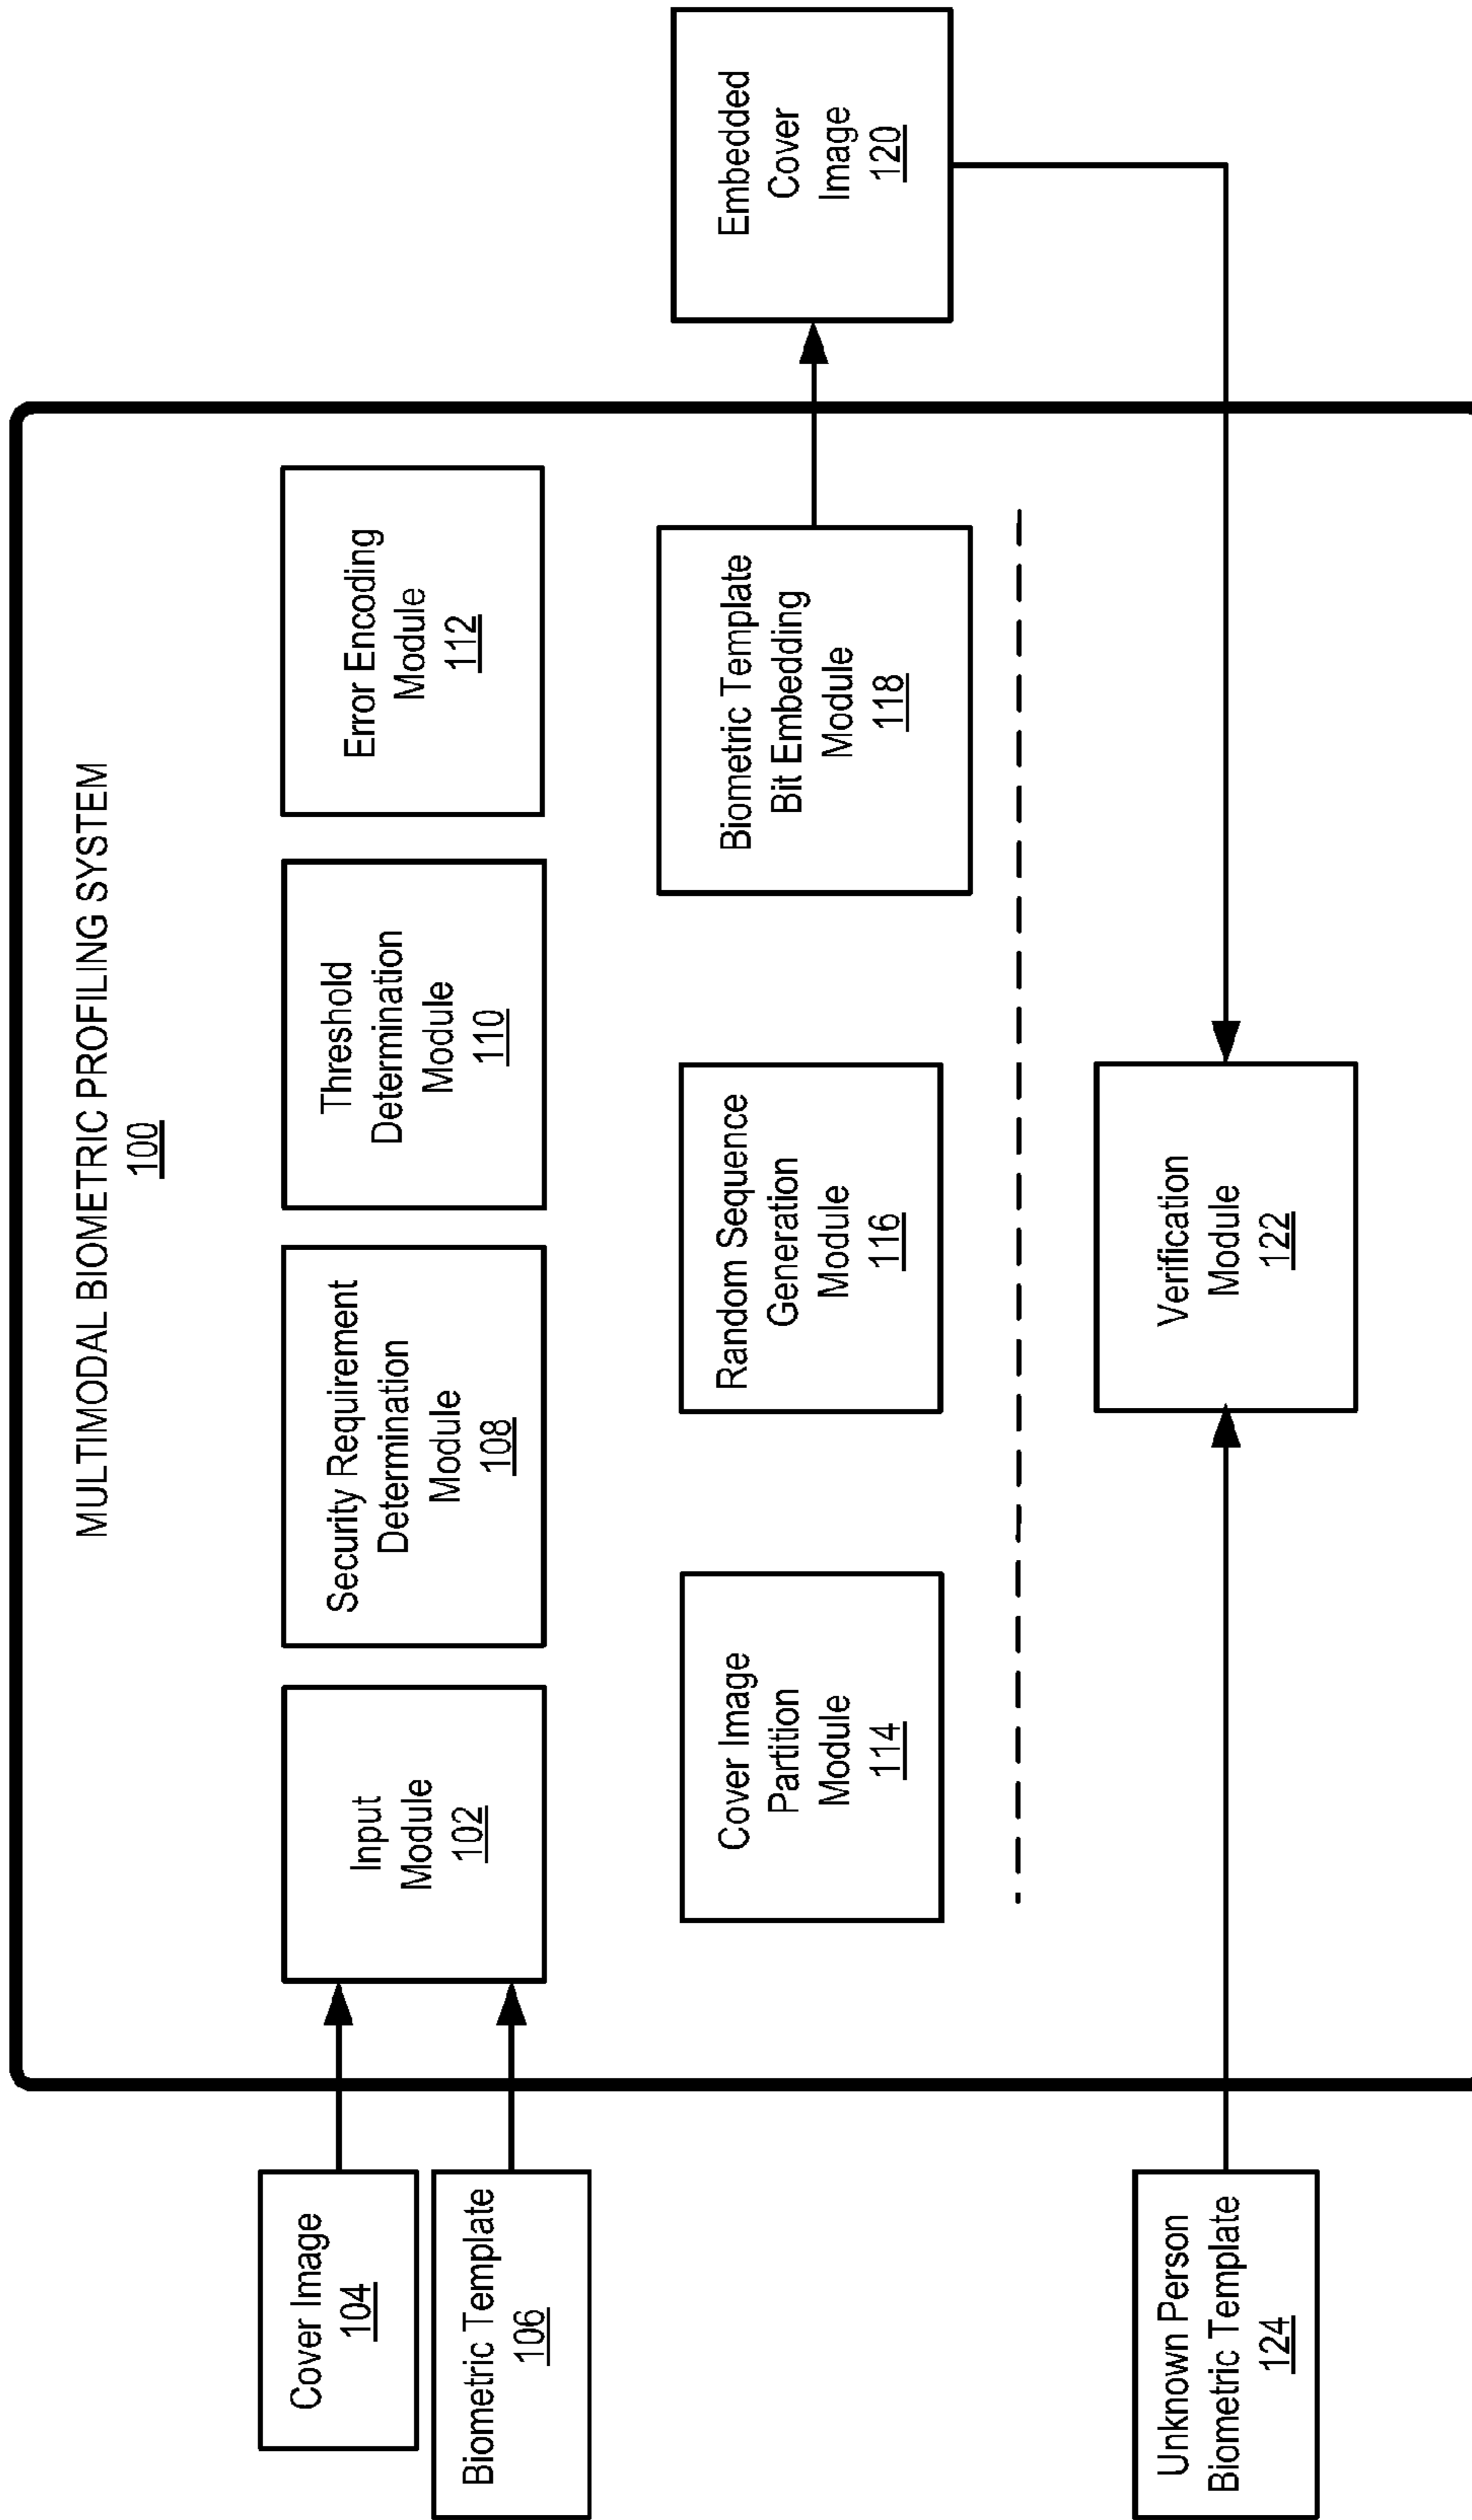 MULTIMODAL BIOMETRIC PROFILING SYSTEM
100
Cover Image
104
Biometric Template
106
Input
Module
102
Security Requirement
Determination
Module
108
Threshold
Determination
Module
110
Error Encoding
Module
112
Cover Image
Partition
Module
114
Random Sequence
Generation
Module
116
Biometric Template
Bit Embedding
Module
118
Embedded
Cover
Image
120
Unknown Person
Biometric Template
124
Verification
Module
122